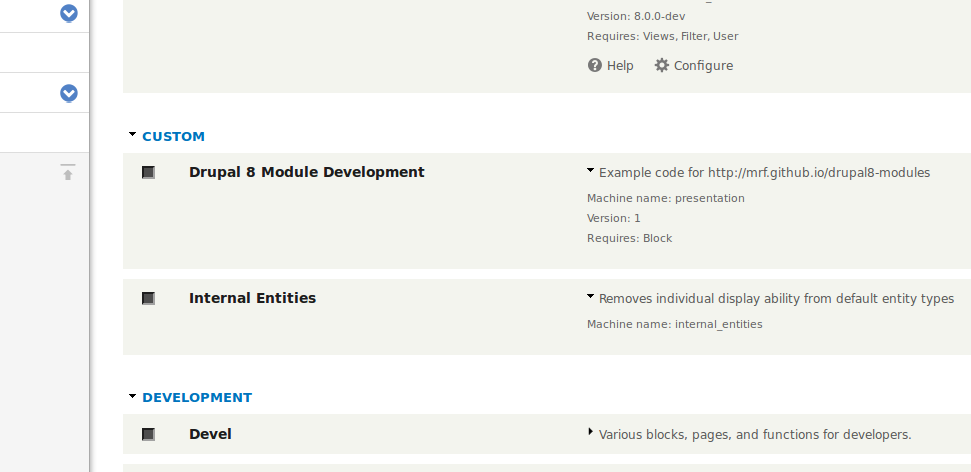 Version: 8.0.0-dev
Requires: Views, Filter, User
Help Configure
CUSTOM
Drupal 8 Module Development
Example code for http://mrf.github.io/drupal8-modules
Machine name: presentation
Version: 1
Requires: Block
Internal Entities
Removes individual display ability from default entity types
Machine name: internal_entities
DEVELOPMENT
Devel
Various blocks, pages, and functions for developers.